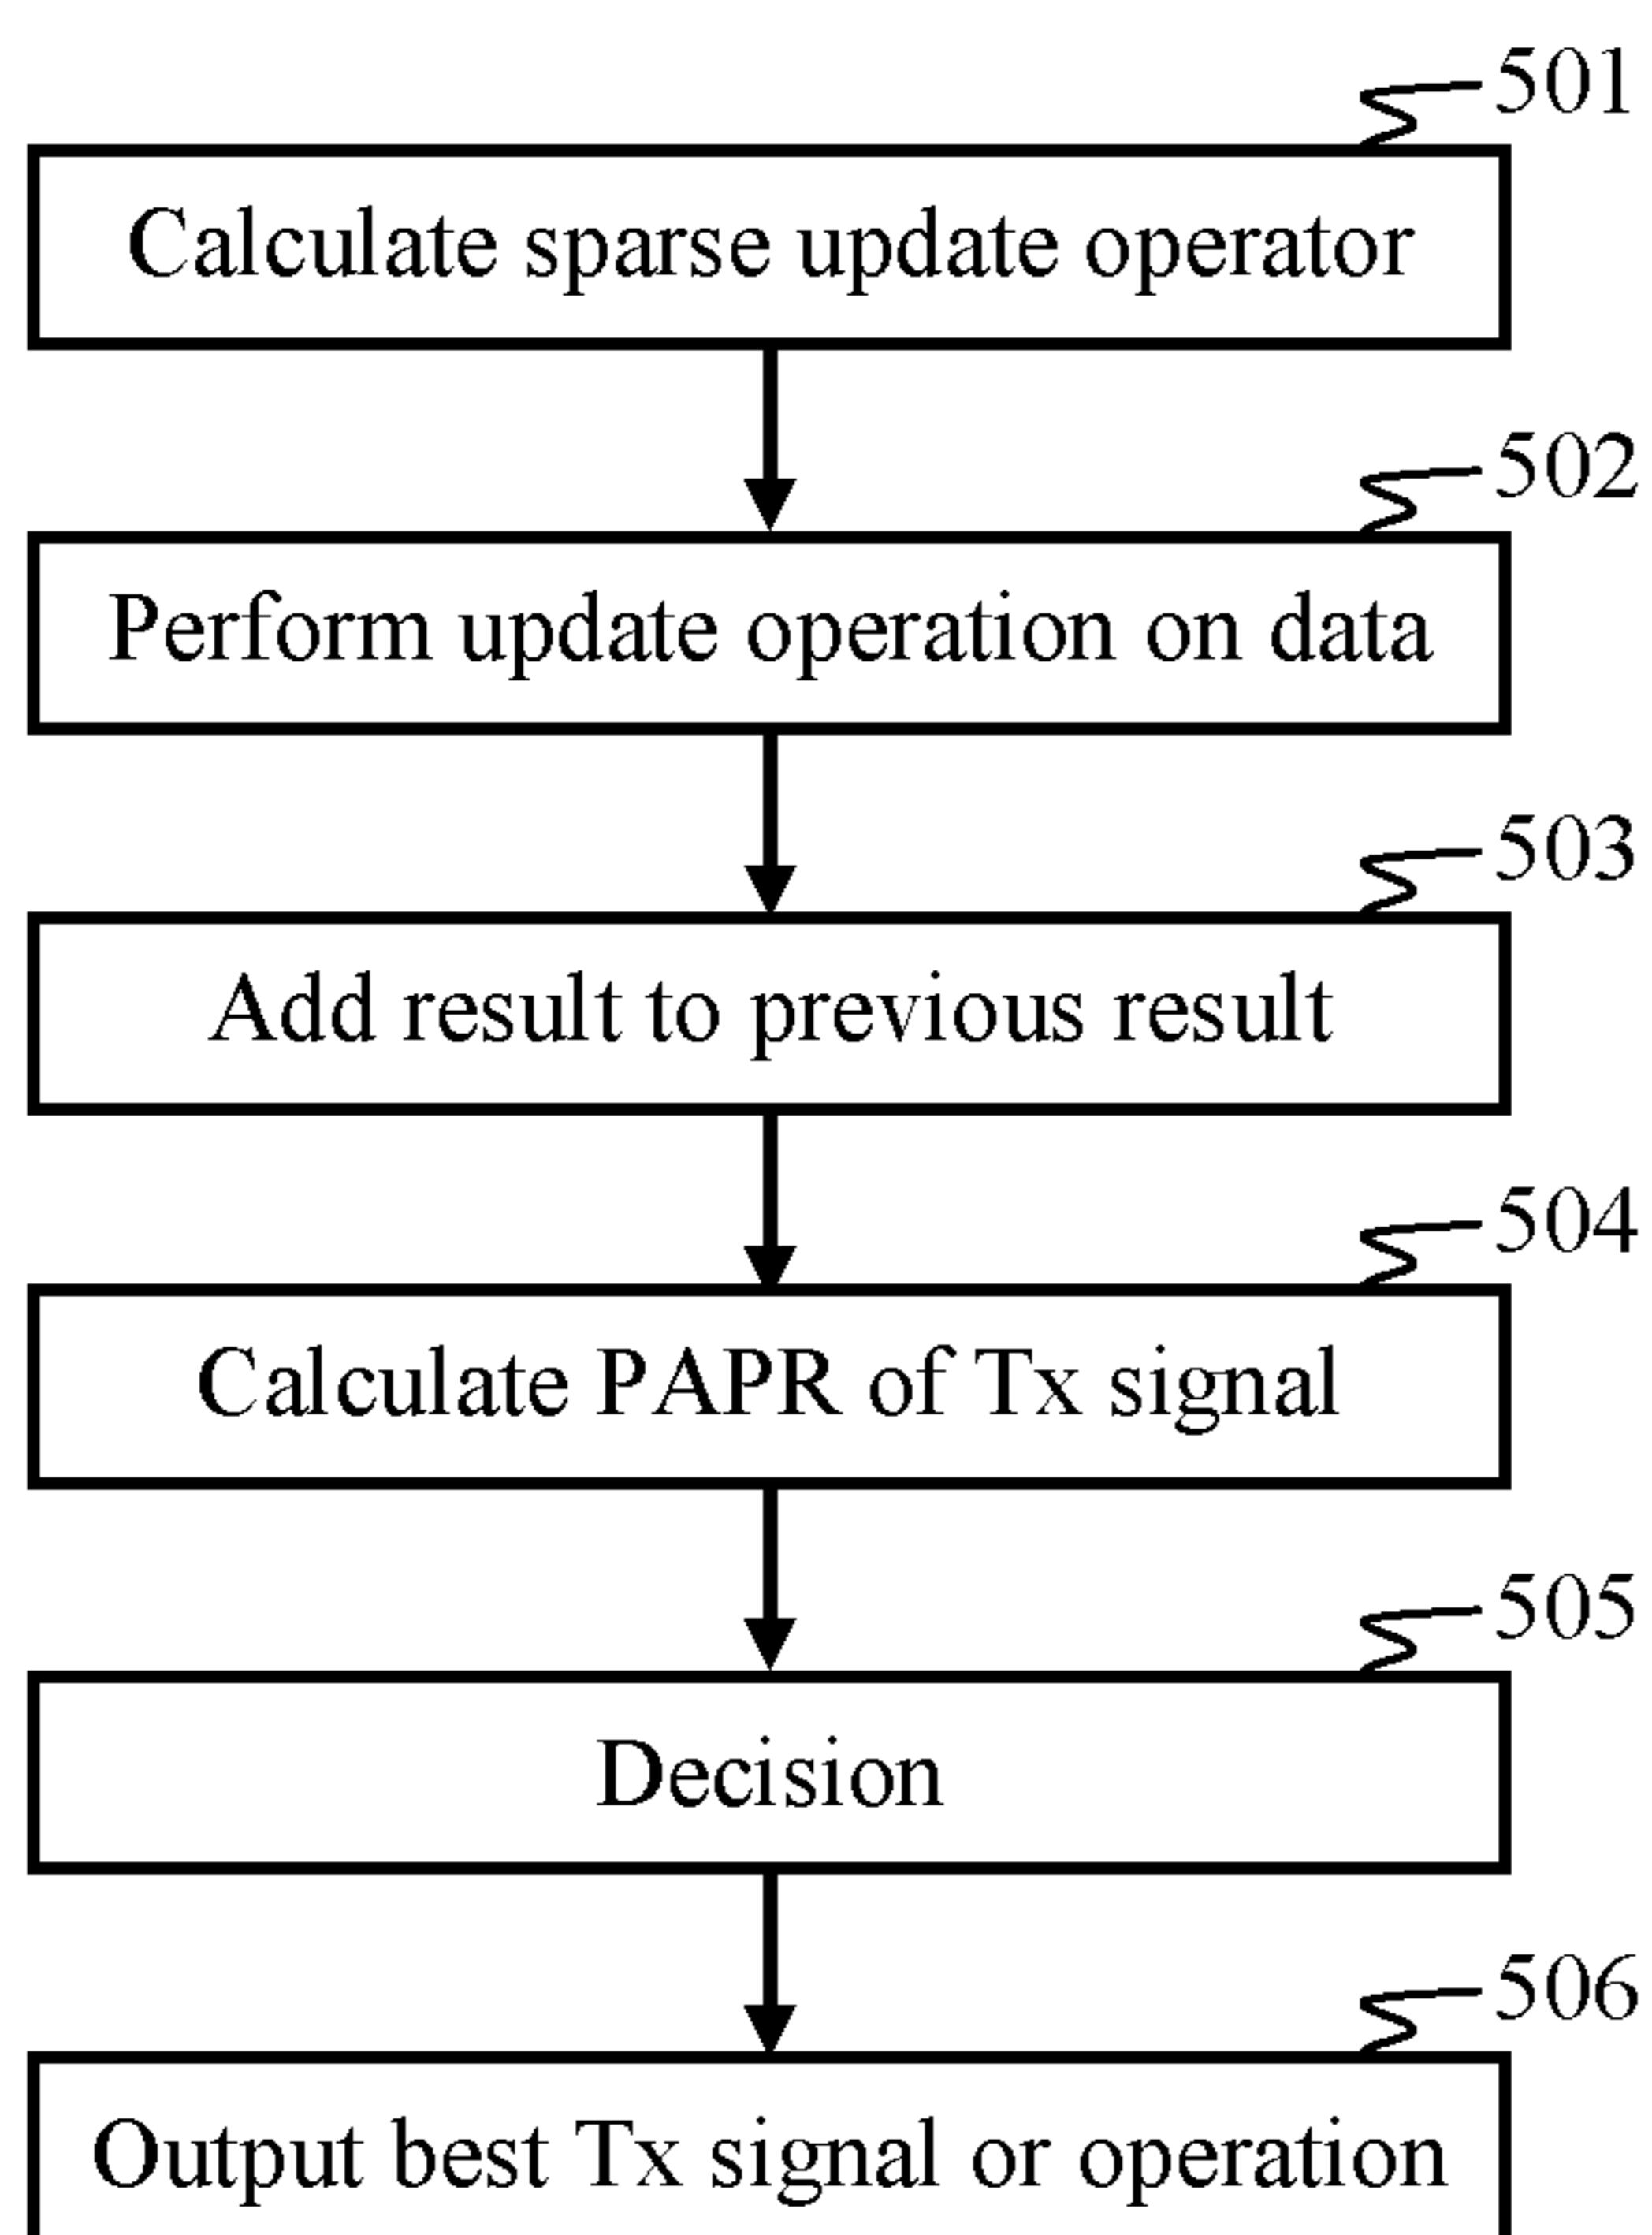 501
Calculate sparse update operator
502
Perform update operation on data
503
Add result to previous result
504
Calculate PAPR of Tx signal
505
Decision
506
Output best Tx signal or operation